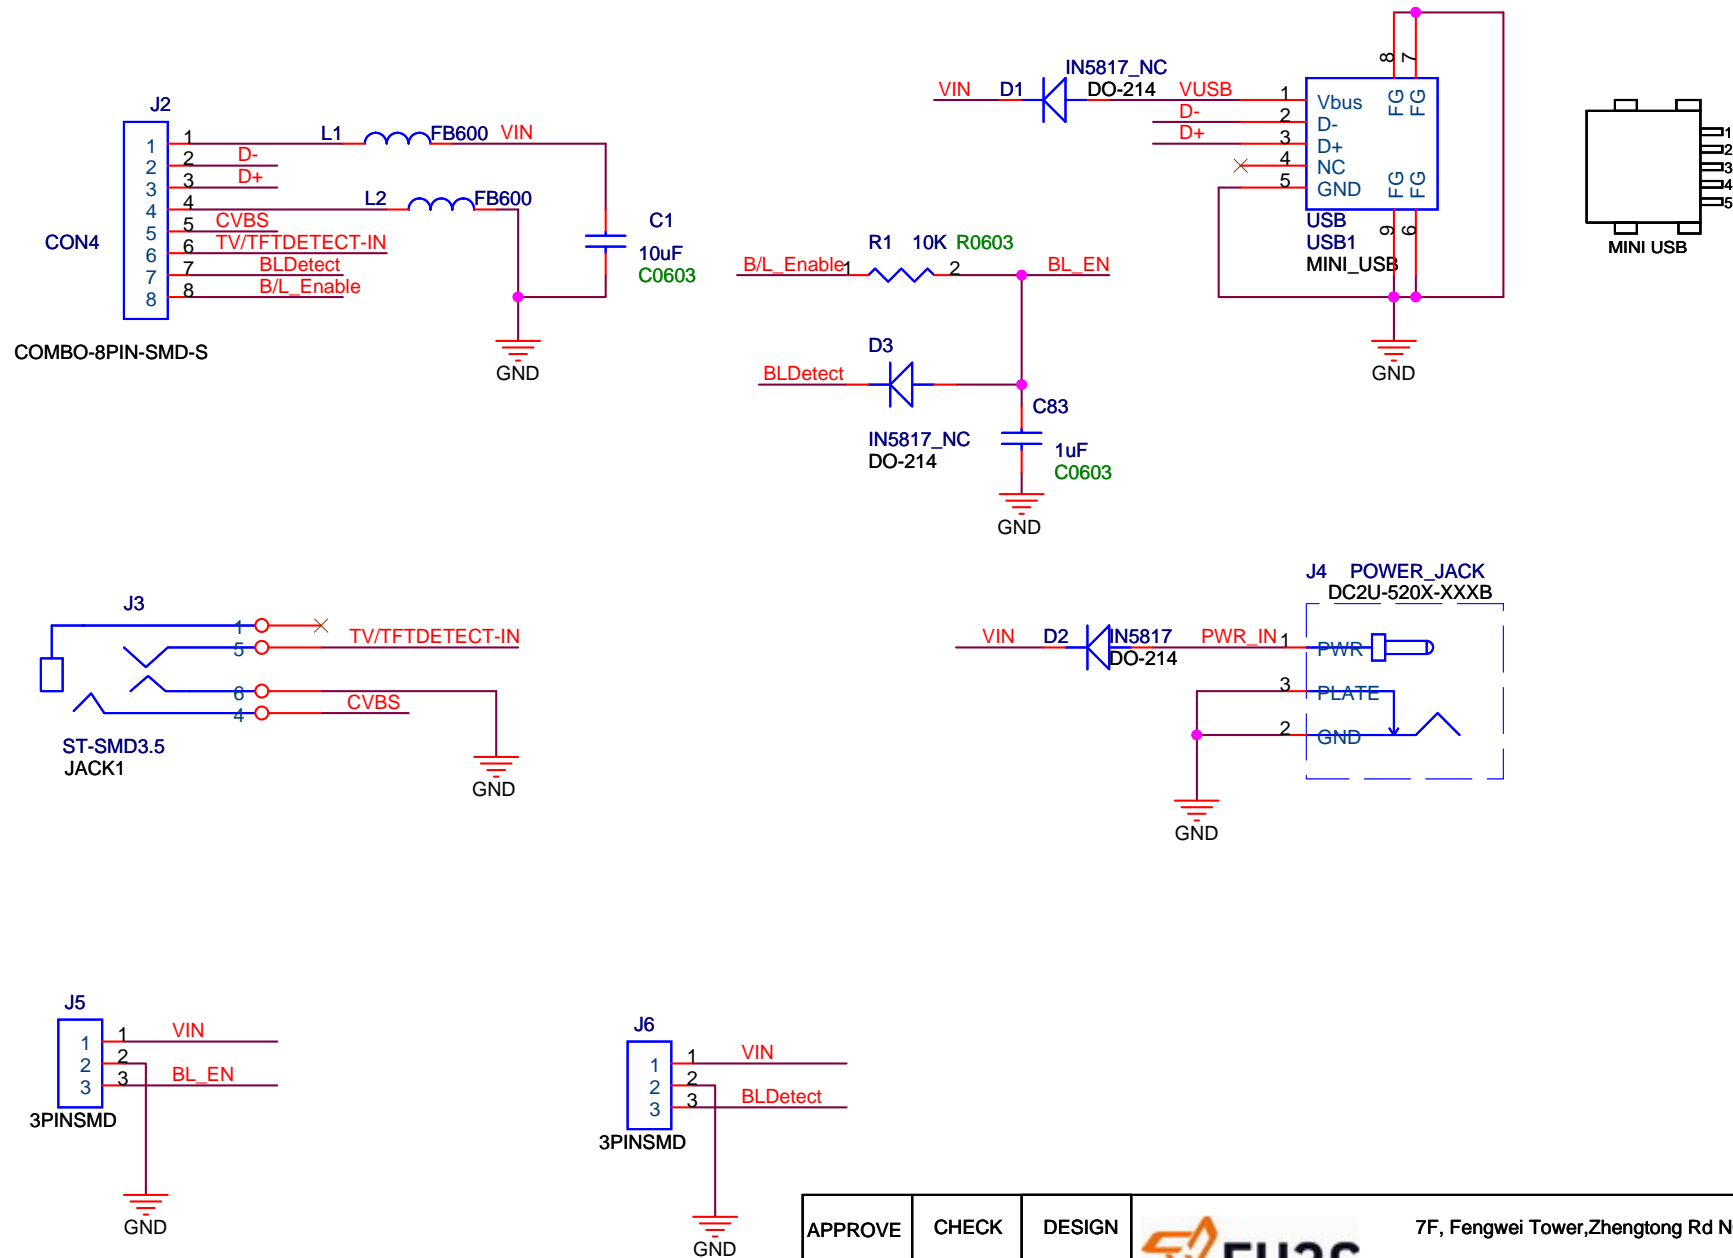 J2
CON4
1 1
2 2 D-
3 3 D+
4 4
5 5 CVBS
6 6 TV/TFTDETECT-IN
7 7 BLDetect
8 8 B/L_Enable
COMBO-8PIN-SMD-S
L1 FB600 VIN
L2 FB600
C1
10uF
C0603
GND
VIN D1 IN5817_NC
DO-214 VUSB
D-
D+
1 Vbus
2 D-
3 D+
4 NC
5 GND
8 7
FG FG
FG FG
9 6
USB
USB1
MINI_USB
GND
1
2
3
4
5
MINI USB
R1 10K R0603
B/L_Enable 1 2 BL_EN
D3
BLDetect
IN5817_NC
DO-214
C83
1uF
C0603
GND
J3
1
5 TV/TFTDETECT-IN
6
4 CVBS
ST-SMD3.5
JACK1
GND
J4 POWER_JACK
DC2U-520X-XXXB
VIN D2 IN5817 PWR_IN 1 PWR
DO-214
3 PLATE
2 GND
GND
J5
1 1 VIN
2 2
3 3 BL_EN
3PINSMD
GND
J6
1 1 VIN
2 2
3 3 BLDetect
3PINSMD
GND
APPROVE CHECK DESIGN
7F, Fengwei Tower,Zhengtong Rd N